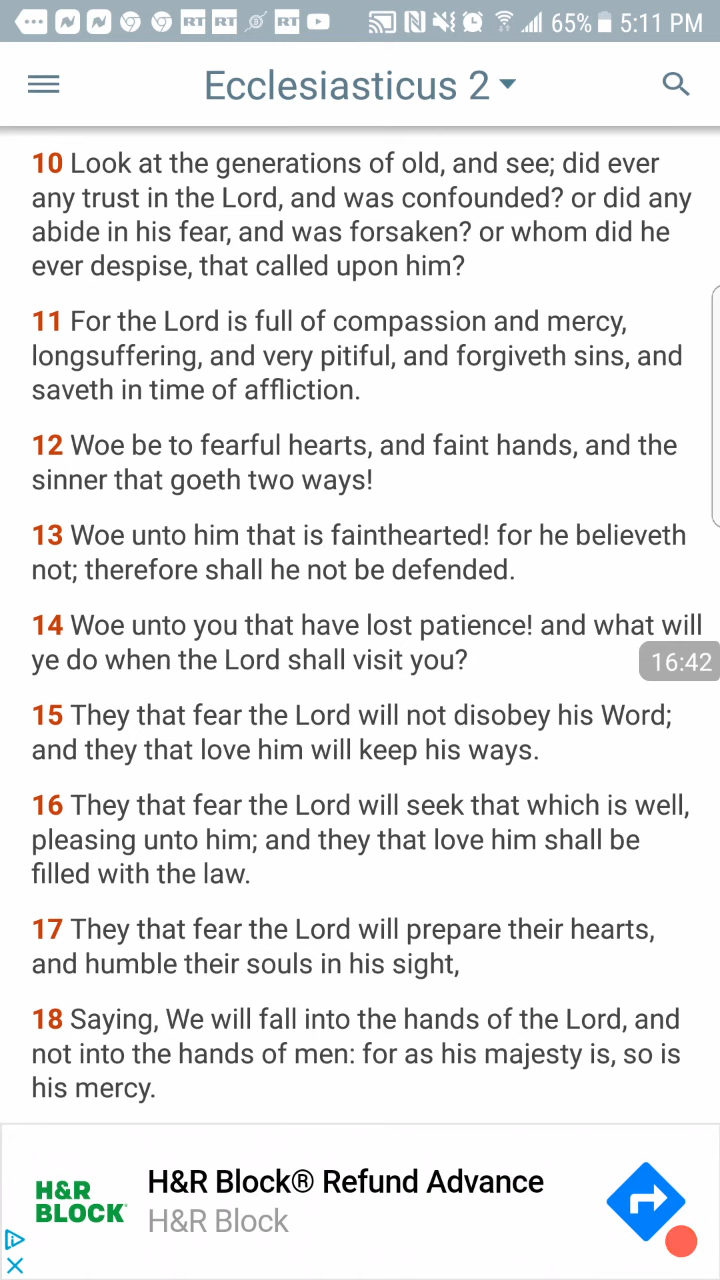 RT RT RT 65% 5:11 PM
Ecclesiasticus 2
10 Look at the generations of old, and see; did ever
any trust in the Lord, and was confounded? or did any
abide in his fear, and was forsaken? or whom did he
ever despise, that called upon him?
11 For the Lord is full of compassion and mercy,
longsuffering, and very pitiful, and forgiveth sins, and
saveth in time of affliction.
12 Woe be to fearful hearts, and faint hands, and the
sinner that goeth two ways!
13 Woe unto him that is fainthearted! for he believeth
not; therefore shall he not be defended.
14 Woe unto you that have lost patience! and what will
ye do when the Lord shall visit you?
16:42
15 They that fear the Lord will not disobey his Word;
and they that love him will keep his ways.
16 They that fear the Lord will seek that which is well,
pleasing unto him; and they that love him shall be
filled with the law.
17 They that fear the Lord will prepare their hearts,
and humble their souls in his sight,
18 Saying, We will fall into the hands of the Lord, and
not into the hands of men: for as his majesty is, so is
his mercy.
H&R BLOCK
H&R Block® Refund Advance
H&R Block